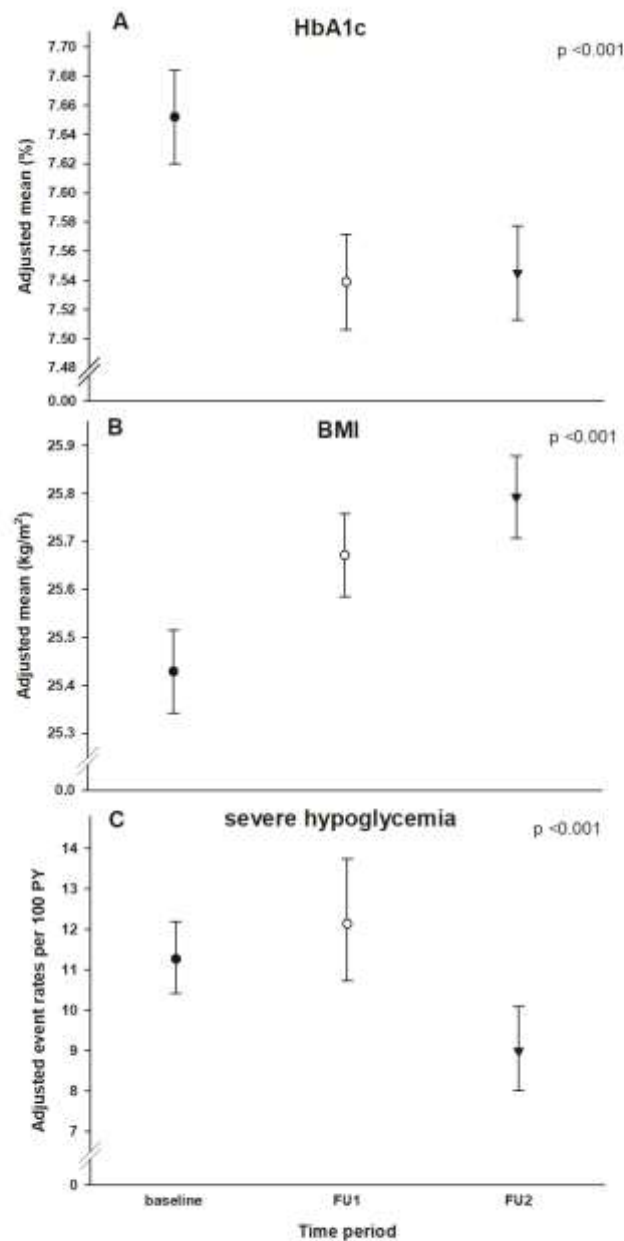 A
HbA1c
p <0.001
Adjusted mean (%)
7.70
7.68
7.66
7.64
7.62
7.60
7.58
7.56
7.54
7.52
7.50
7.48
0.00
B
BMI
p <0.001
Adjusted mean (kg/m²)
25.9
25.8
25.7
25.6
25.5
25.4
25.3
0.0
C
severe hypoglycemia
p <0.001
Adjusted event rates per 100 PY
14
13
12
11
10
9
8
7
0
baseline FU1 FU2
Time period